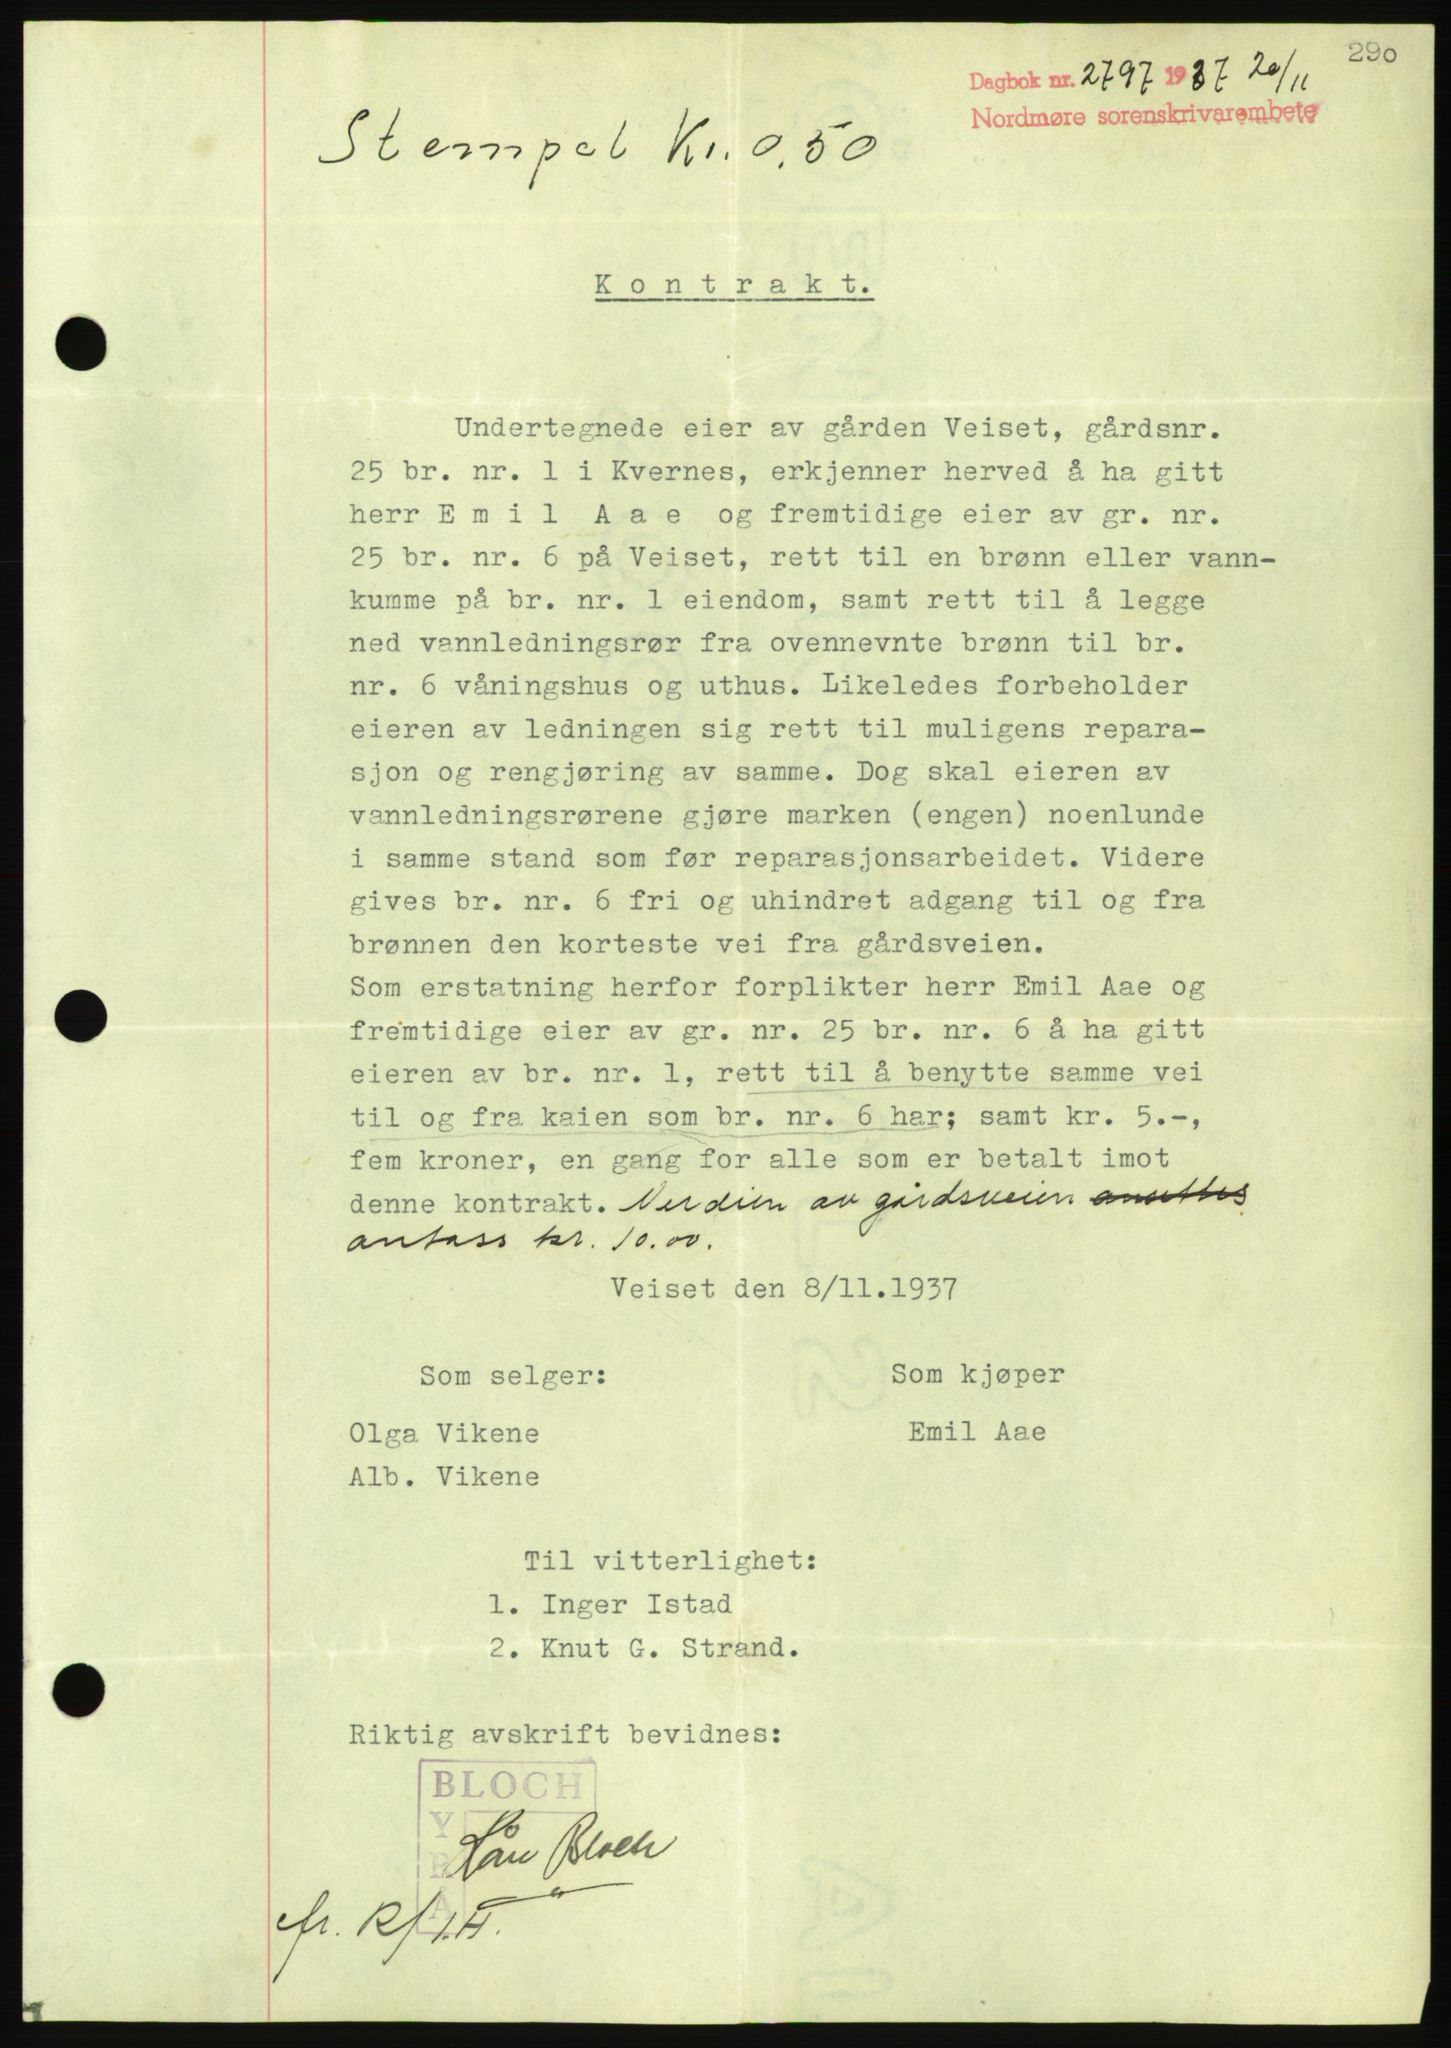 290
Dagbok nr. 2797 1937 20/11
Nordmøre sorenskrivarembete
Stempel Kr. 0,50
Kontrakt.
Undertegnede eier av gården Veiset, gårdsnr.
25 br. nr. 1 i Kvernes, erkjenner herved å ha gitt
herr E m i l  A a e  og fremtidige eier av gr. nr.
25 br. nr. 6 på Veiset, rett til en brønn eller vann-
kumme på br. nr. 1 eiendom, samt rett til å legge
ned vannledningsrør fra ovennevnte brønn til br.
nr. 6 våningshus og uthus. Likeledes forbeholder
eieren av ledningen sig rett til muligens repara-
sjon og rengjøring av samme. Dog skal eieren av
vannledningsrørene gjøre marken (engen) noenlunde
i samme stand som før reparasjonsarbeidet. Videre
gives br. nr. 6 fri og uhindret adgang til og fra
brønnen den korteste vei fra gårdsveien.
Som erstatning herfor forplikter herr Emil Aae og
fremtidige eier av gr. nr. 25 br. nr. 6 å ha gitt
eieren av br. nr. 1, rett til å benytte samme vei
til og fra kaien som br. nr. 6 har; samt kr. 5.-,
fem kroner, en gang for alle som er betalt imot
denne kontrakt. Verdien av gårdsveien ansettes
antass kr. 10.00.
Veiset den 8/11.1937
Som selger: Som kjøper
Olga Vikene Emil Aae
Alb. Vikene
Til vitterlighet:
1. Inger Istad
2. Knut G. Strand.
Riktig avskrift bevidnes:
BLOCH
BYRÅ
Kåre Bloch